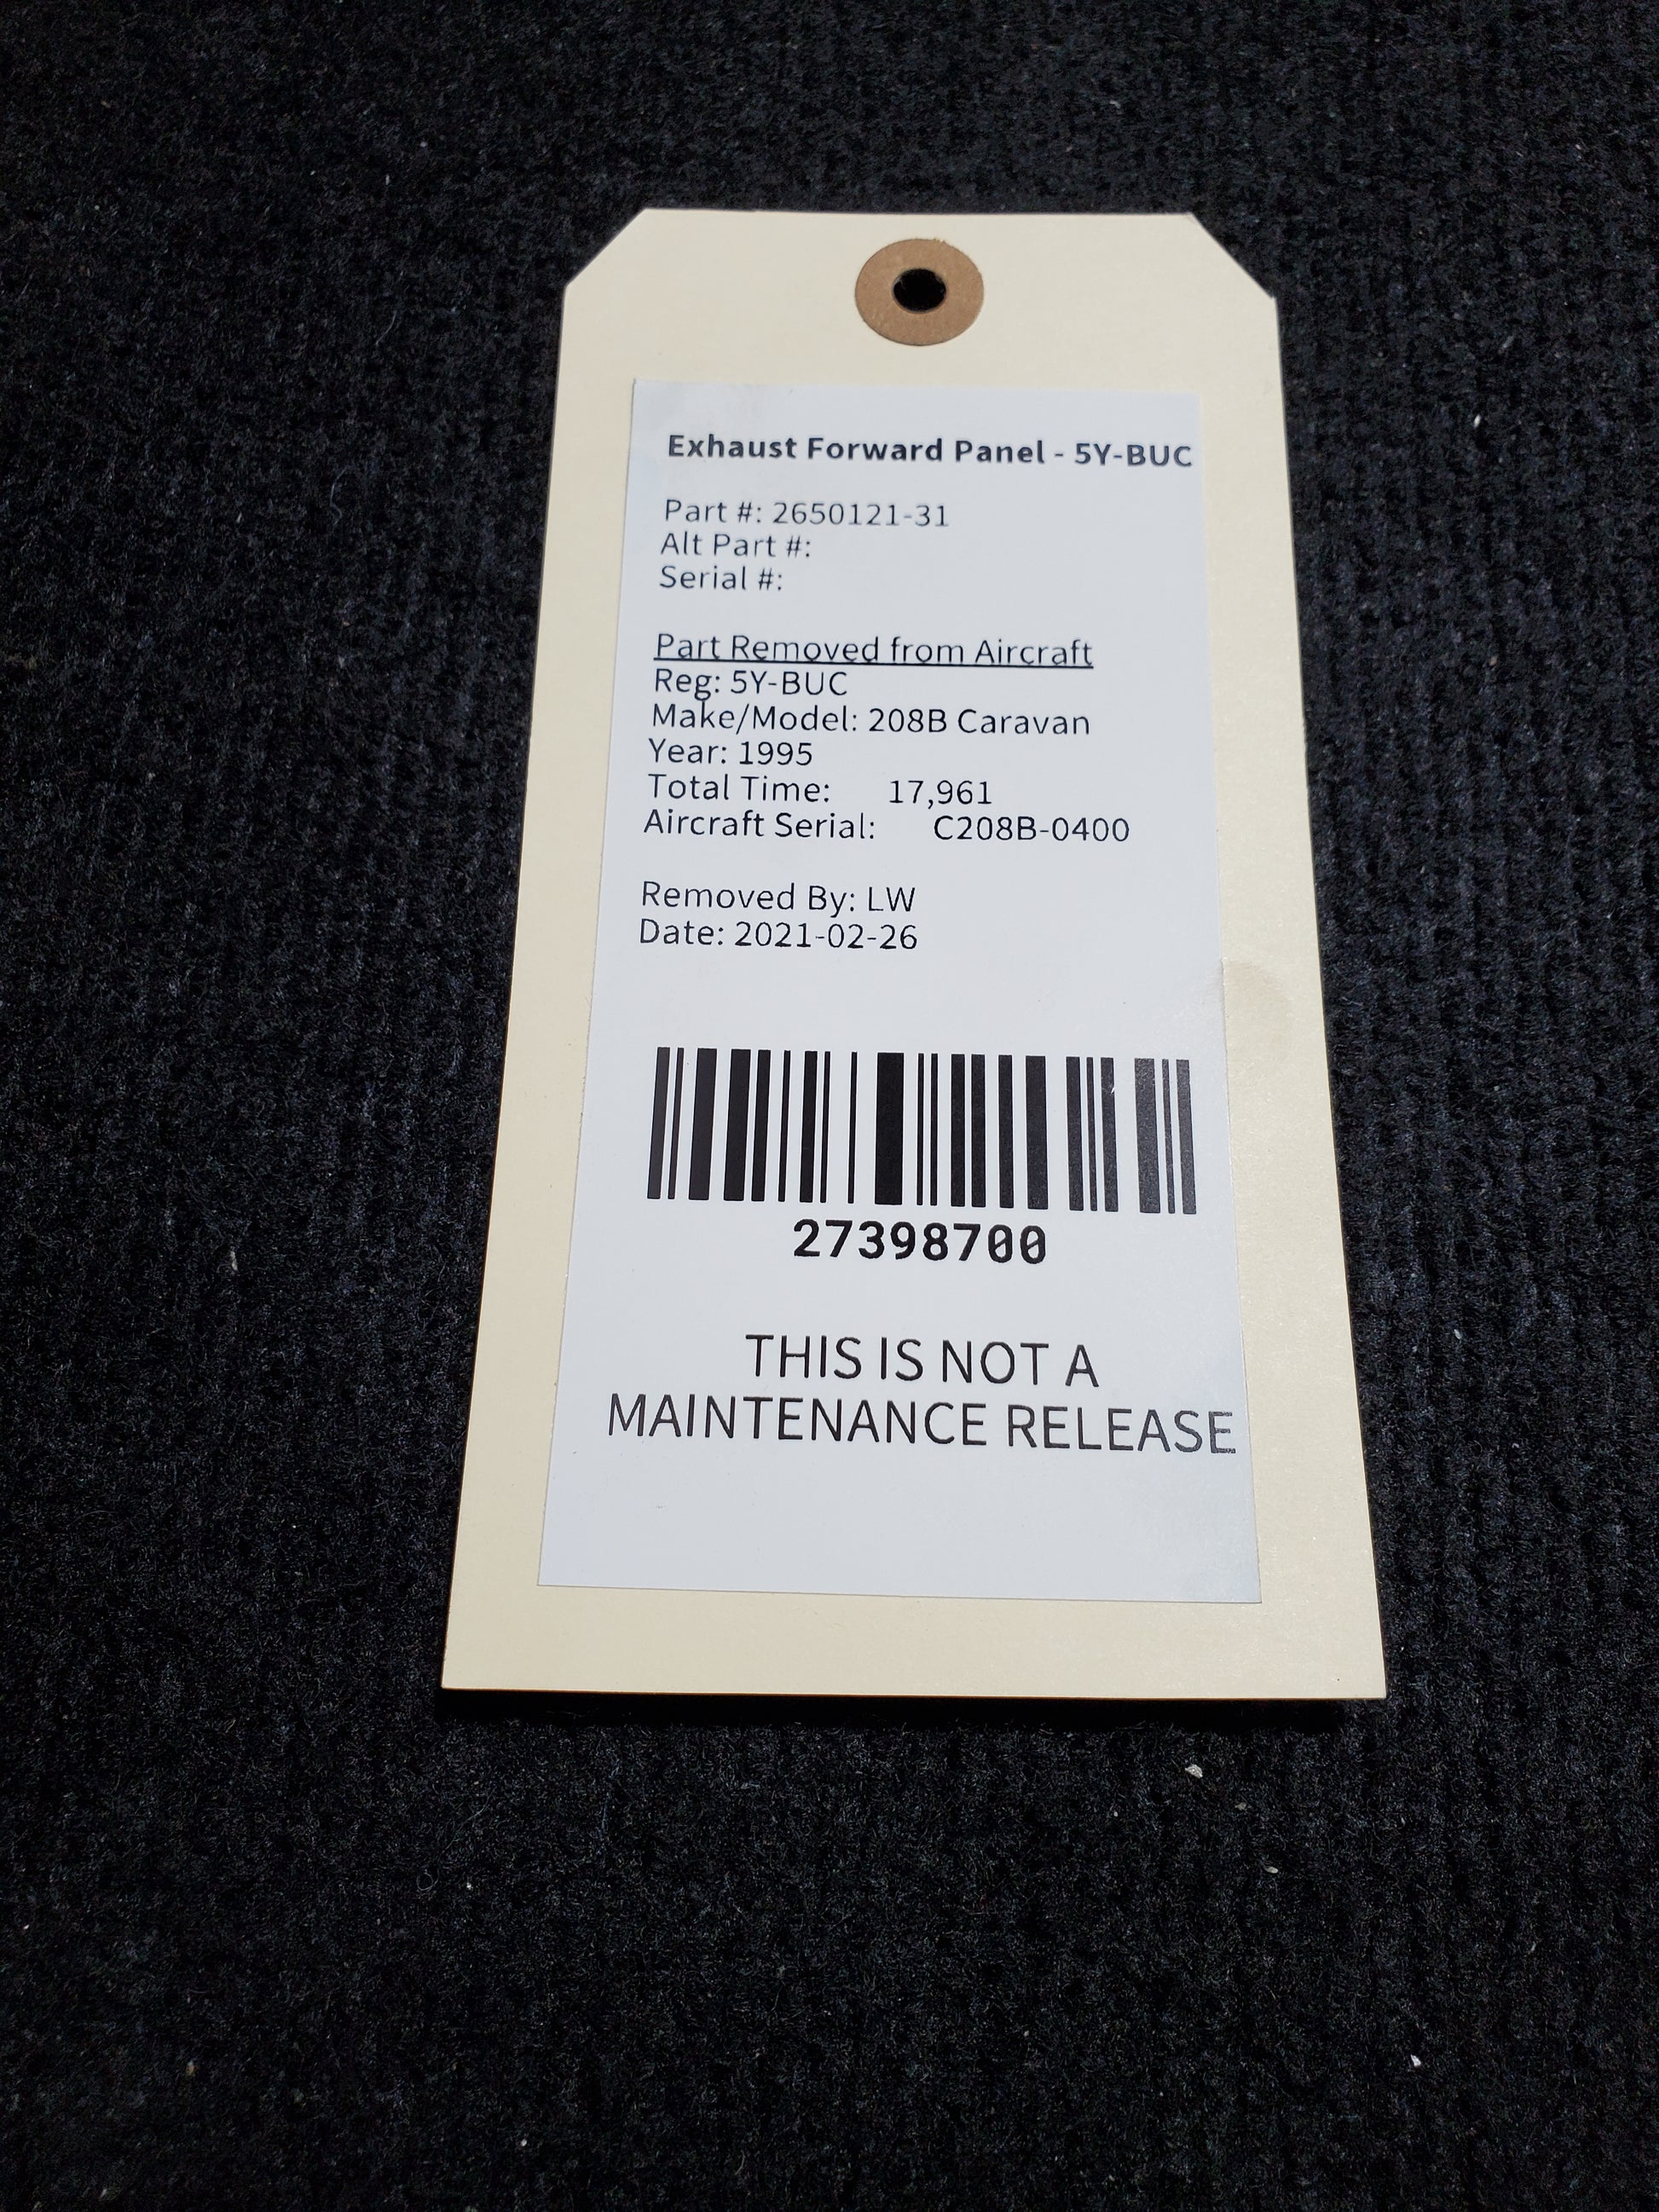 Exhaust Forward Panel - 5Y-BUC
Part #: 2650121-31
Alt Part #:
Serial #:
Part Removed from Aircraft
Reg: 5Y-BUC
Make/Model: 208B Caravan
Year: 1995
Total Time: 17,961
Aircraft Serial: C208B-0400
Removed By: LW
Date: 2021-02-26
27398700
THIS IS NOT A
MAINTENANCE RELEASE